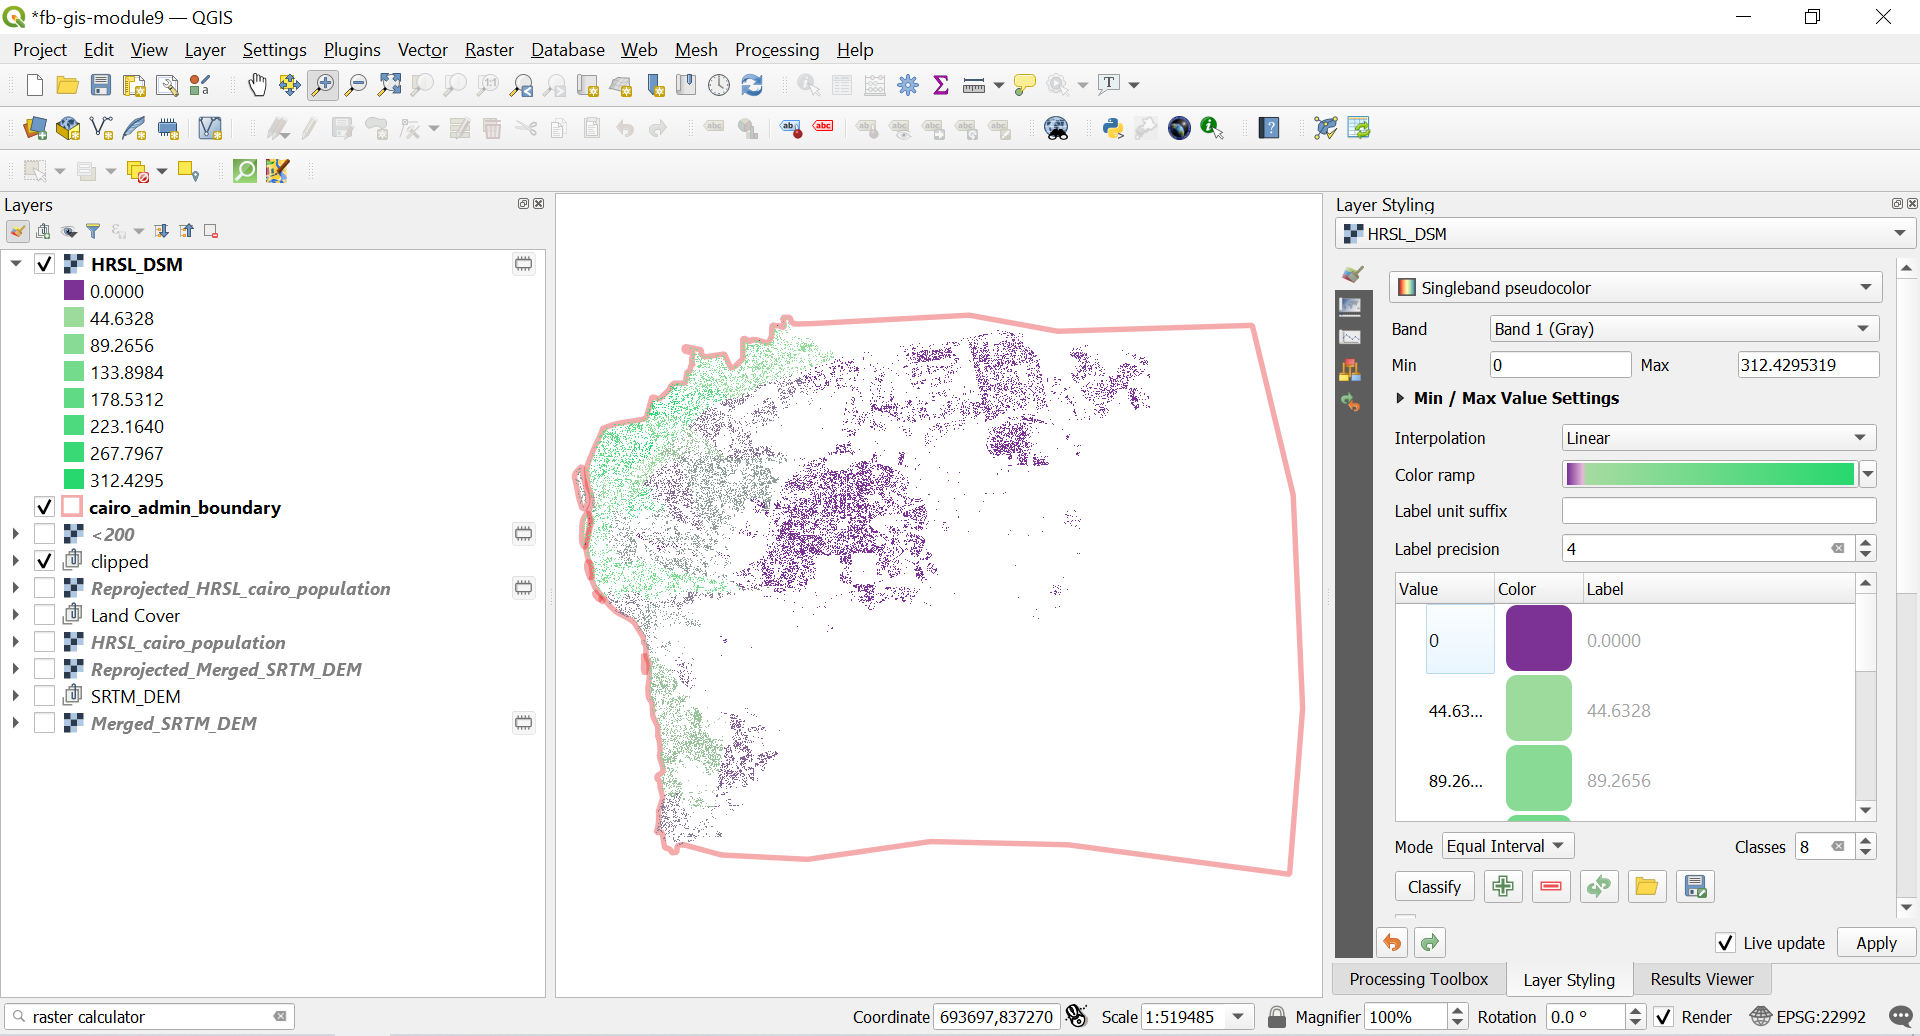 *fb-gis-module9 — QGIS
Project Edit View Layer Settings Plugins Vector Raster Database Web Mesh Processing Help
Layers
HRSL_DSM
0.0000
44.6328
89.2656
133.8984
178.5312
223.1640
267.7967
312.4295
cairo_admin_boundary
<200
clipped
Reprojected_HRSL_cairo_population
Land Cover
HRSL_cairo_population
Reprojected_Merged_SRTM_DEM
SRTM_DEM
Merged_SRTM_DEM
Layer Styling
HRSL_DSM
Singleband pseudocolor
Band Band 1 (Gray)
Min 0 Max 312.4295319
Min / Max Value Settings
Interpolation Linear
Color ramp
Label unit suffix
Label precision 4
Value Color Label
0 0.0000
44.63... 44.6328
89.26... 89.2656
Mode Equal Interval Classes 8
Classify
Live update Apply
Processing Toolbox Layer Styling Results Viewer
raster calculator Coordinate 693697,837270 Scale 1:519485 Magnifier 100% Rotation 0.0 ° Render EPSG:22992